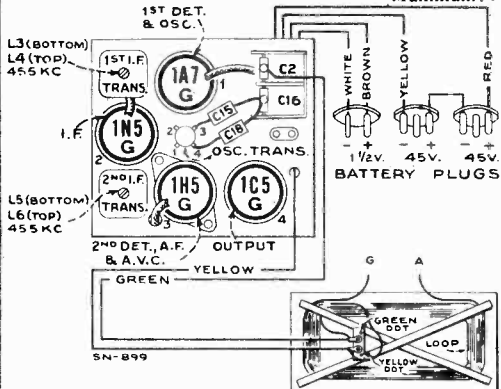 1ST DET.
& OSC.
L3 (BOTTOM)
L4 (TOP)
455 KC
1ST I.F.
TRANS.
1A7
G
1
C2
C16
C15
C18
WHITE
BROWN
YELLOW
RED
I.F.
1N5
G
2
2
3
1
4
OSC. TRANS.
- +
1 1/2V.
- +
45V.
- +
45V.
BATTERY PLUGS
L5 (BOTTOM)
L6 (TOP)
455 KC
2ND I.F.
TRANS.
1H5
G
3
1C5
G
4
2ND DET., A.F.
& A.V.C.
OUTPUT
YELLOW
GREEN
G A
GREEN
DOT
LOOP
YELLOW
DOT
SN-899